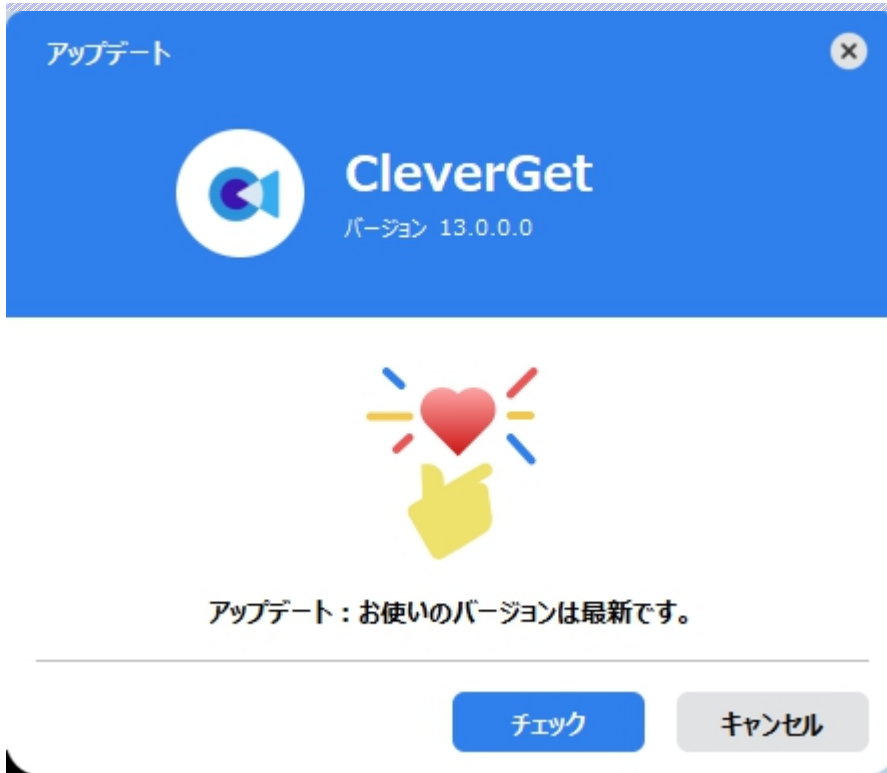 アップデート
CleverGet
バージョン 13.0.0.0
アップデート：お使いのバージョンは最新です。
チェック
キャンセル